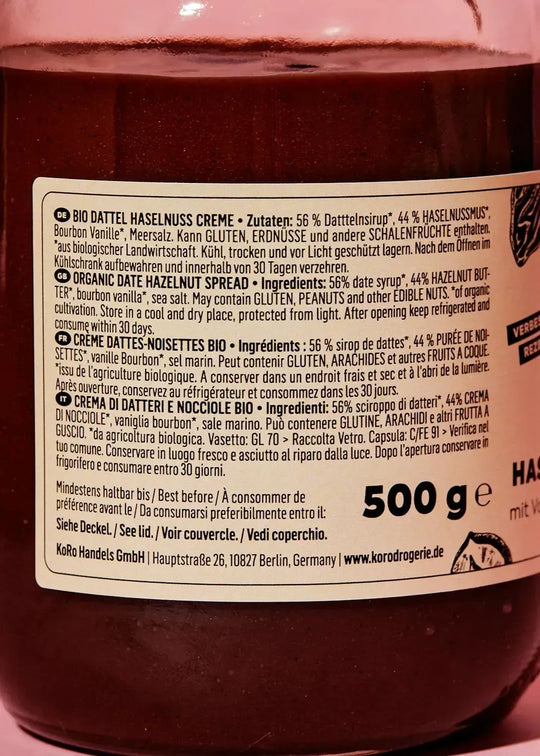 DE BIO DATTEL HASELNUSS CREME • Zutaten: 56 % Datttelnsirup*, 44 % HASELNUSSMUS*,
Bourbon Vanille*, Meersalz. Kann GLUTEN, ERDNÜSSE und andere SCHALENFRÜCHTE enthalten.
*aus biologischer Landwirtschaft. Kühl, trocken und vor Licht geschützt lagern. Nach dem Öffnen im
Kühlschrank aufbewahren und innerhalb von 30 Tagen verzehren.
GB ORGANIC DATE HAZELNUT SPREAD • Ingredients: 56% date syrup*, 44% HAZELNUT BUT-
TER*, bourbon vanilla*, sea salt. May contain GLUTEN, PEANUTS and other EDIBLE NUTS. *of organic
cultivation. Store in a cool and dry place, protected from light. After opening keep refrigerated and
consume within 30 days.
FR CRÈME DATTES-NOISETTES BIO • Ingrédients : 56 % sirop de dattes*, 44 % PURÉE DE NOI-
SETTES*, vanille Bourbon*, sel marin. Peut contenir GLUTEN, ARACHIDES et autres FRUITS A COQUE.
*issu de l'agriculture biologique. A conserver dans un endroit frais et sec et à l'abri de la lumière.
Après ouverture, conservez au réfrigérateur et consommez dans les 30 jours.
IT CREMA DI DATTERI E NOCCIOLE BIO • Ingredienti: 56% sciroppo di datteri*, 44% CREMA
DI NOCCIOLE*, vaniglia bourbon*, sale marino. Può contenere GLUTINE, ARACHIDI e altri FRUTTA A
GUSCIO. *da agricoltura biologica. Vasetto: GL 70 > Raccolta Vetro. Capsula: C/FE 91 > Verifica nel
tuo comune. Conservare in luogo fresco e asciutto al riparo dalla luce. Dopo l'apertura conservare in
frigorifero e consumare entro 30 giorni.
Mindestens haltbar bis / Best before / À consommer de
préférence avant le / Da consumarsi preferibilmente entro il:
Siehe Deckel. / See lid. / Voir couvercle. / Vedi coperchio.
500 g e
KoRo Handels GmbH | Hauptstraße 26, 10827 Berlin, Germany | www.korodrogerie.de
VERBE
REZU
HAS
mit Vo